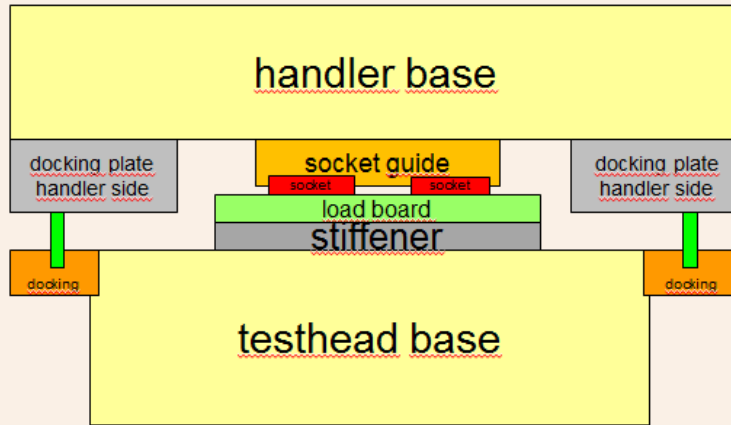 handler base
docking plate
handler side
socket guide
docking plate
handler side
socket
socket
load board
stiffener
docking
docking
testhead base